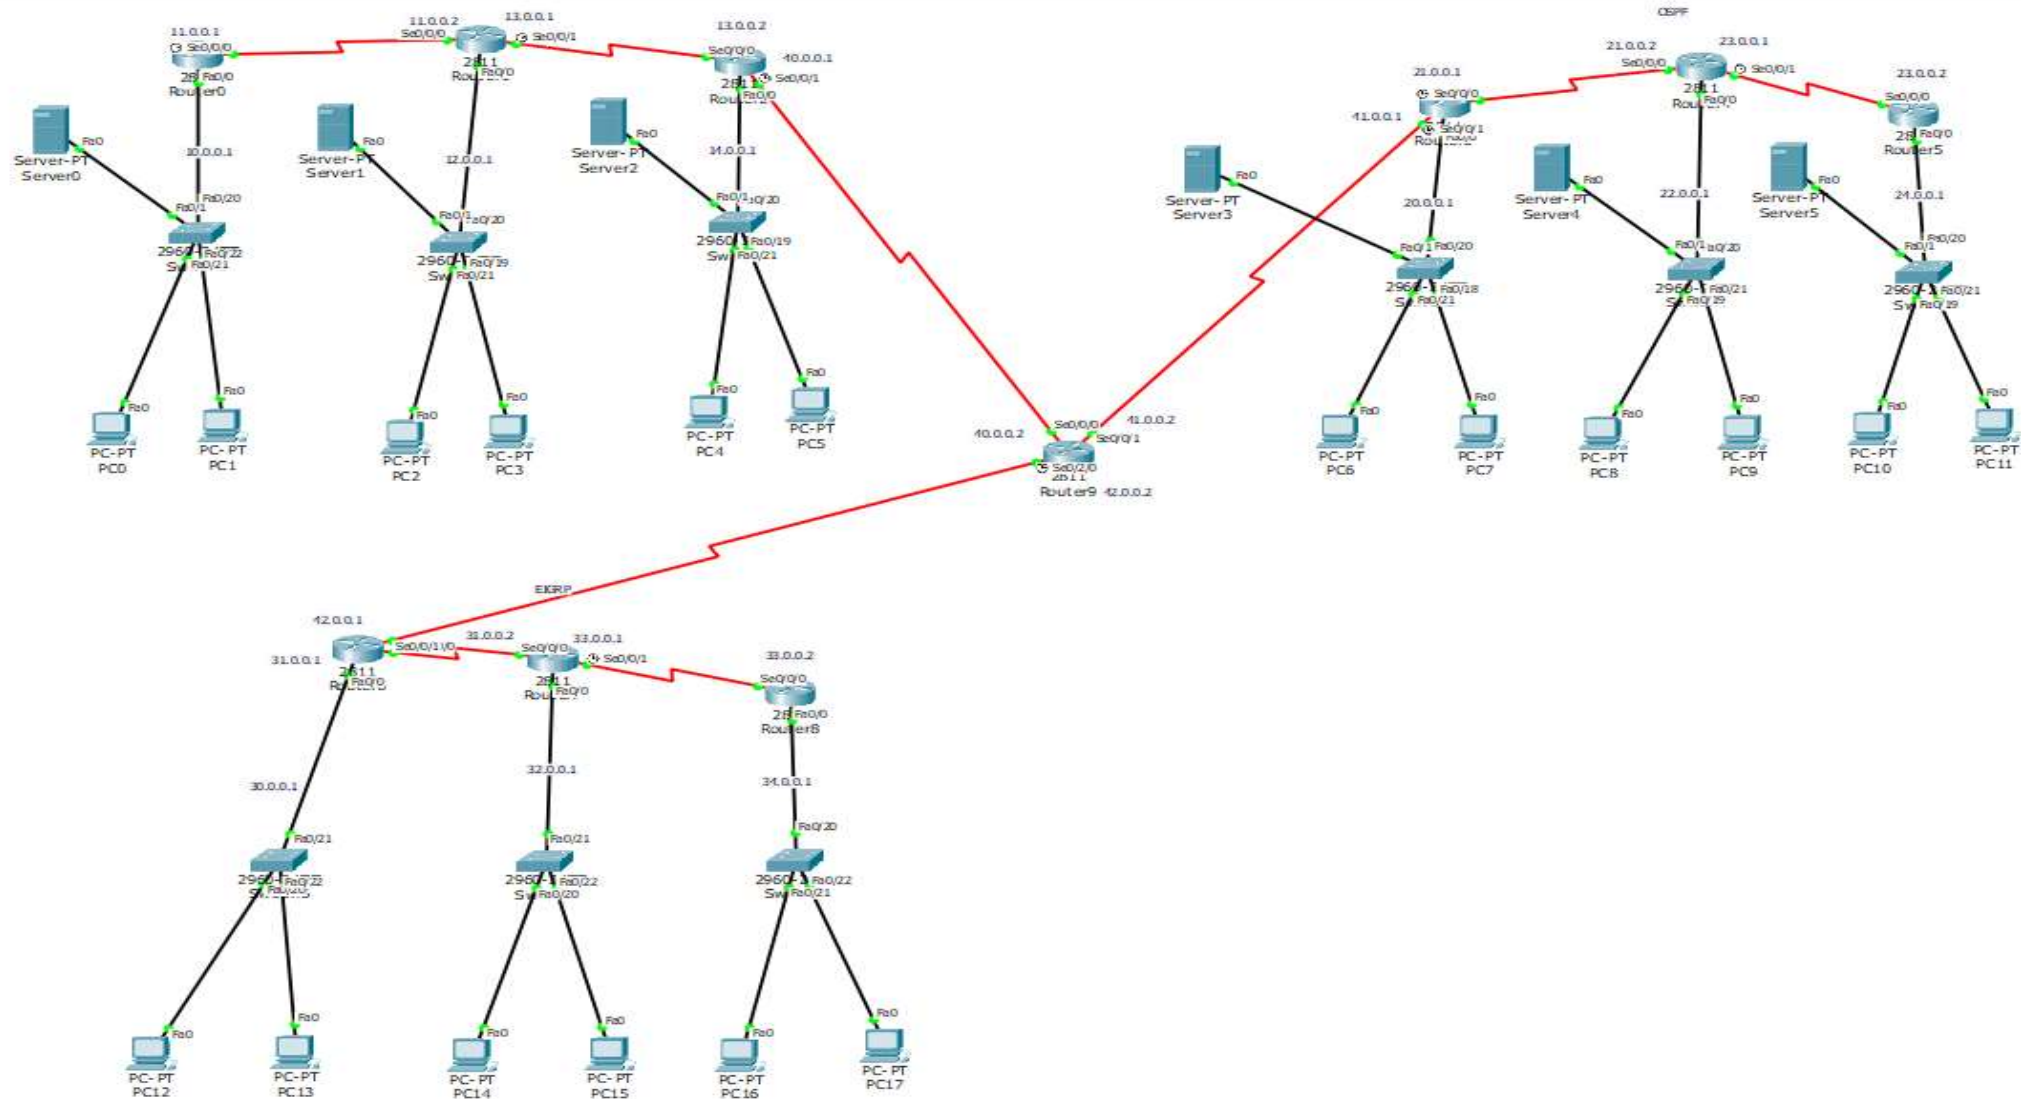 11.0.0.1
Se0/0/0
Fa0/0
Router0
11.0.0.2
Se0/0/0
13.0.0.1
Se0/0/1
2811
Fa0/0
13.0.0.2
Se0/0/0
40.0.0.1
Se0/0/1
Fa0/0
Fa0
Server-PT
Server0
10.0.0.1
Fa0/1
Fa0/20
Fa0/22
Fa0/21
Fa0
PC-PT
PC0
Fa0
PC-PT
PC1
Fa0
Server-PT
Server1
12.0.0.1
Fa0/1
Fa0/19
Fa0/21
Fa0
PC-PT
PC2
Fa0
PC-PT
PC3
Fa0
Server-PT
Server2
14.0.0.1
Fa0/1
Fa0/19
Fa0/21
Fa0
PC-PT
PC4
Fa0
PC-PT
PC5
OSPF
21.0.0.1
Se0/0/0
41.0.0.1
Se0/0/1
21.0.0.2
Se0/0/0
23.0.0.1
Se0/0/1
2811
Fa0/0
23.0.0.2
Se0/0/0
Fa0/0
Router5
Fa0
Server-PT
Server3
20.0.0.1
Fa0/1
Fa0/20
Fa0/18
Fa0/21
Fa0
PC-PT
PC6
Fa0
PC-PT
PC7
Fa0
Server-PT
Server4
22.0.0.1
Fa0/1
Fa0/21
Fa0/19
Fa0
PC-PT
PC8
Fa0
PC-PT
PC9
Fa0
Server-PT
Server5
24.0.0.1
Fa0/1
Fa0/20
Fa0/21
Fa0/19
Fa0
PC-PT
PC10
Fa0
PC-PT
PC11
40.0.0.2
Se0/0/0
41.0.0.2
Se0/0/1
Se0/2/0
2811
Router9
42.0.0.2
EIGRP
42.0.0.1
31.0.0.1
Se0/0/1
2811
Fa0/0
31.0.0.2
Se0/0/0
33.0.0.1
Se0/0/1
2811
Fa0/0
33.0.0.2
Se0/0/0
Fa0/0
Router8
30.0.0.1
Fa0/21
Fa0/22
Fa0/20
Fa0
PC-PT
PC12
Fa0
PC-PT
PC13
32.0.0.1
Fa0/21
Fa0/22
Fa0/20
Fa0
PC-PT
PC14
Fa0
PC-PT
PC15
34.0.0.1
Fa0/20
Fa0/22
Fa0/21
Fa0
PC-PT
PC16
Fa0
PC-PT
PC17